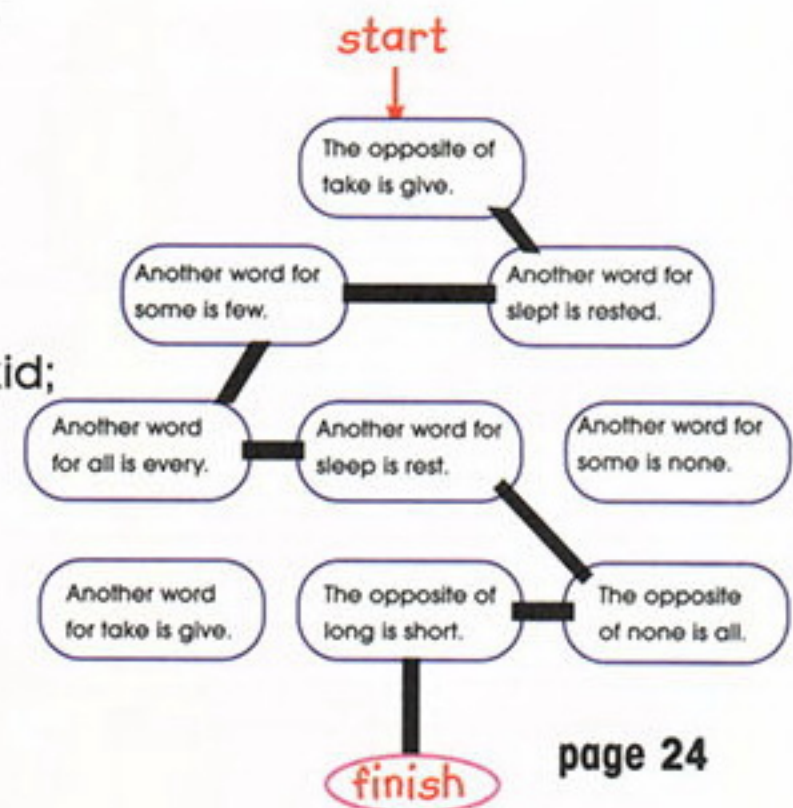 start
The opposite of
take is give.
Another word for
some is few.
Another word for
slept is rested.
kid;
Another word
for all is every.
Another word for
sleep is rest.
Another word for
some is none.
Another word
for take is give.
The opposite of
long is short.
The opposite
of none is all.
finish
page 24